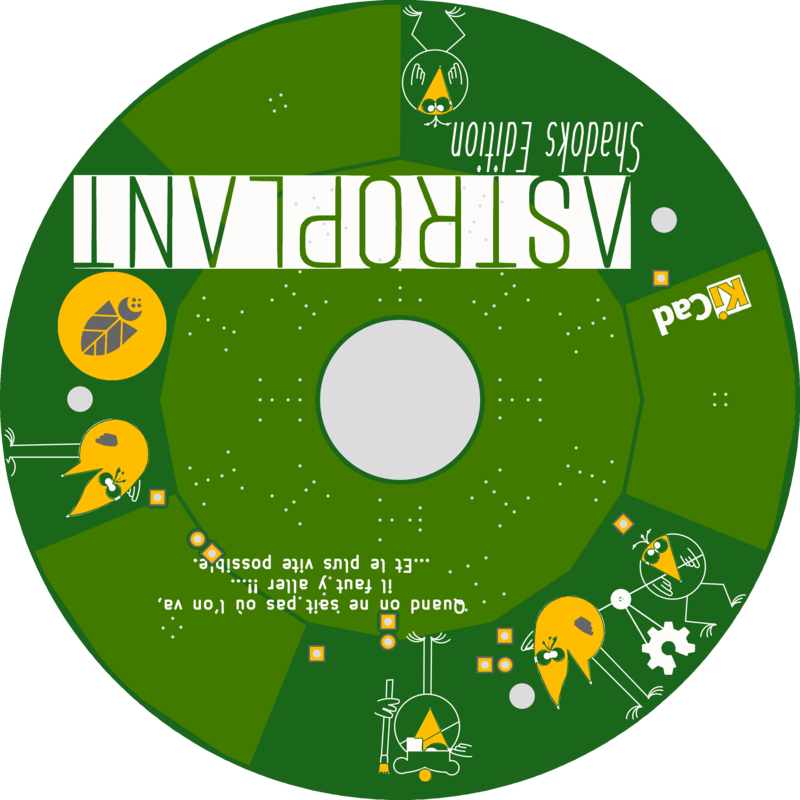 Quand on ne sait pas où l'on va,
il faut y aller !!...
...Et le plus vite possible.
KiCad
ASTROPLANT
Shadoks Edition